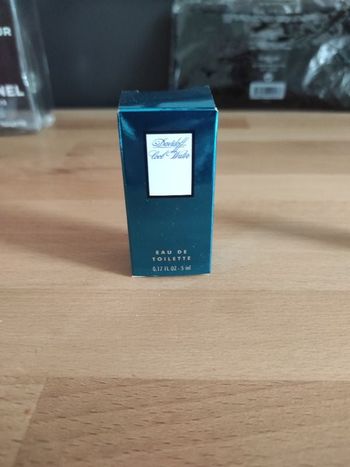 Davidoff
Cool Water
EAU DE
TOILETTE
0.17 FL OZ - 5 ml